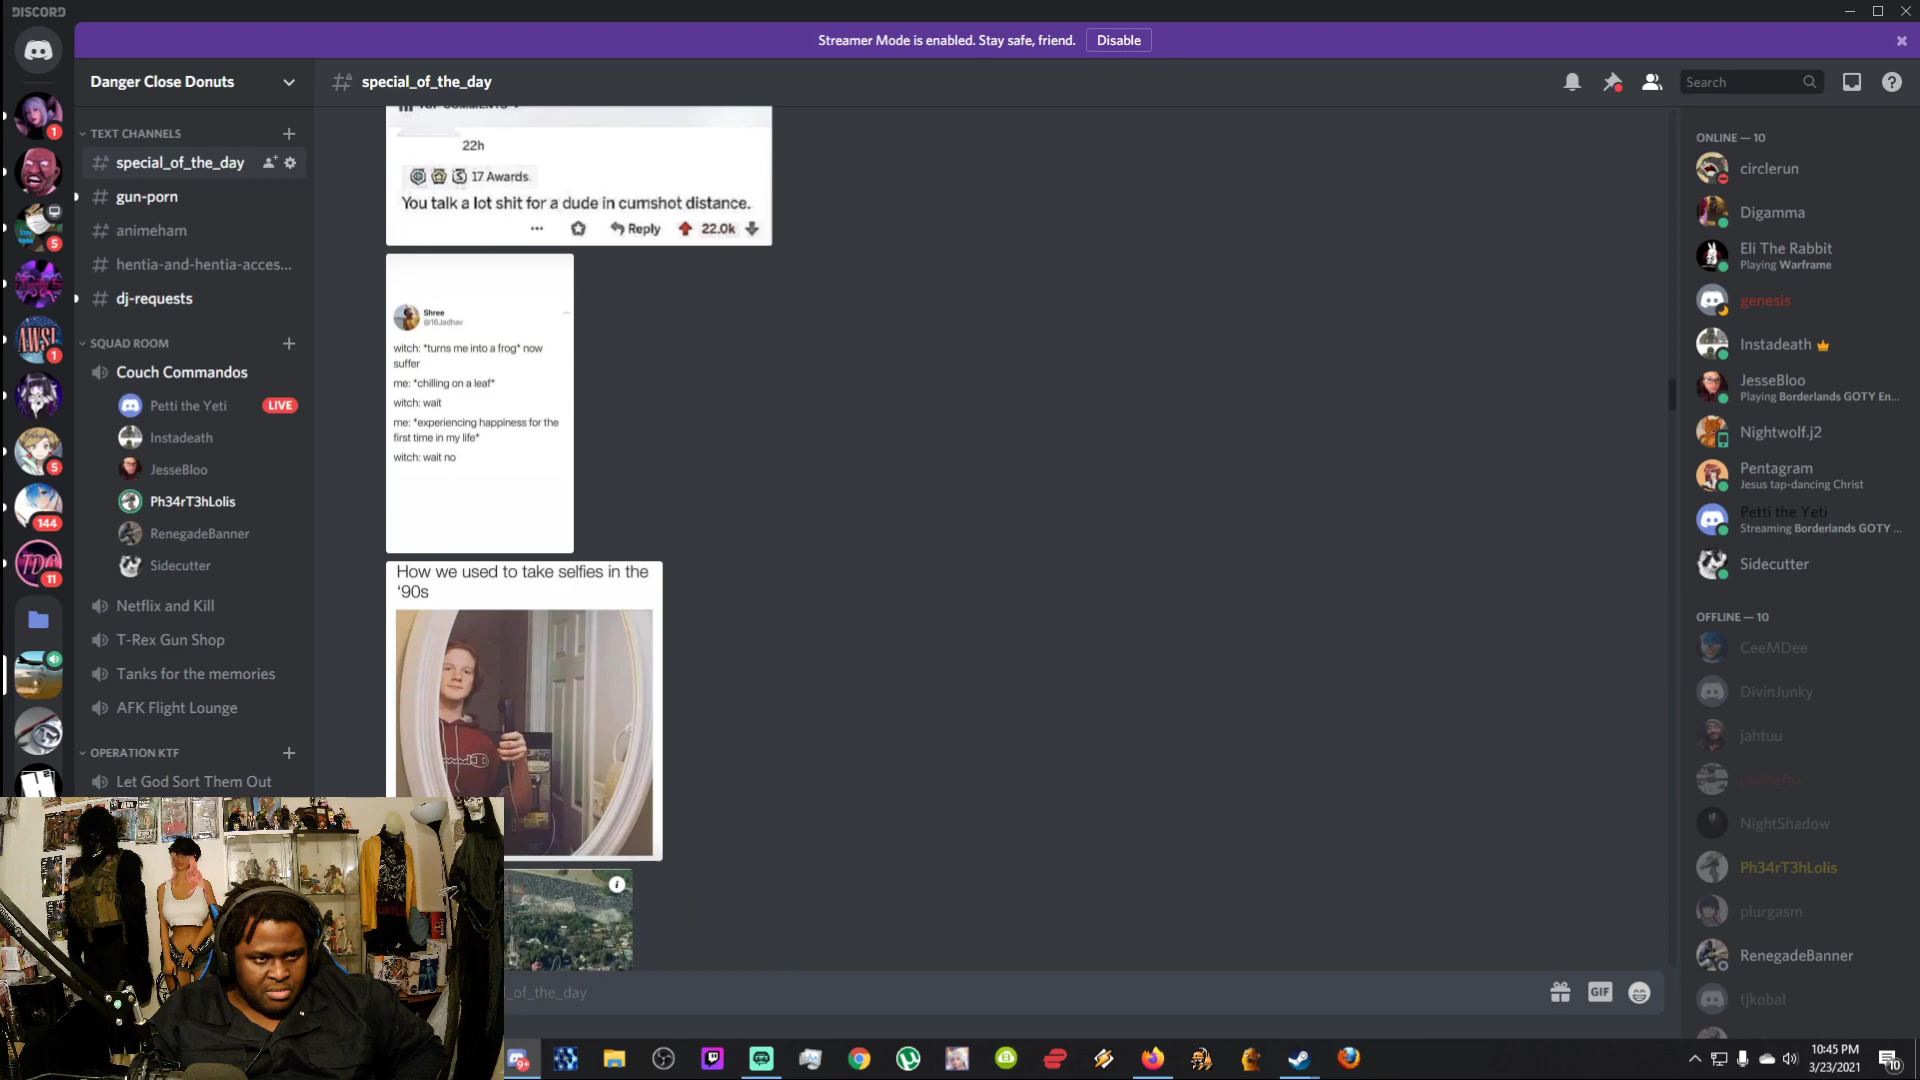 DISCORD
Streamer Mode is enabled. Stay safe, friend.
Disable
Danger Close Donuts
special_of_the_day
Search
TEXT CHANNELS
special_of_the_day
gun-porn
animeham
hentia-and-hentia-acces...
dj-requests
SQUAD ROOM
Couch Commandos
Petti the Yeti
LIVE
Instadeath
JesseBloo
Ph34rT3hLolis
RenegadeBanner
Sidecutter
Netflix and Kill
T-Rex Gun Shop
Tanks for the memories
AFK Flight Lounge
OPERATION KTF
Let God Sort Them Out
1
5
1
5
144
11
22h
17 Awards
You talk a lot shit for a dude in cumshot distance.
Reply
22.0k
Shree
@16Jadhav
witch: *turns me into a frog* now
suffer
me: *chilling on a leaf*
witch: wait
me: *experiencing happiness for the
first time in my life*
witch: wait no
How we used to take selfies in the
‘90s
_of_the_day
GIF
ONLINE — 10
circlerun
Digamma
Eli The Rabbit
Playing Warframe
genesis
Instadeath
JesseBloo
Playing Borderlands GOTY En...
Nightwolf.j2
Pentagram
Jesus tap-dancing Christ
Petti the Yeti
Streaming Borderlands GOTY ...
Sidecutter
OFFLINE — 10
CeeMDee
DivinJunky
jahtuu
NightShadow
Ph34rT3hLolis
plurgasm
RenegadeBanner
tjkobal
9+
10:45 PM
3/23/2021
10